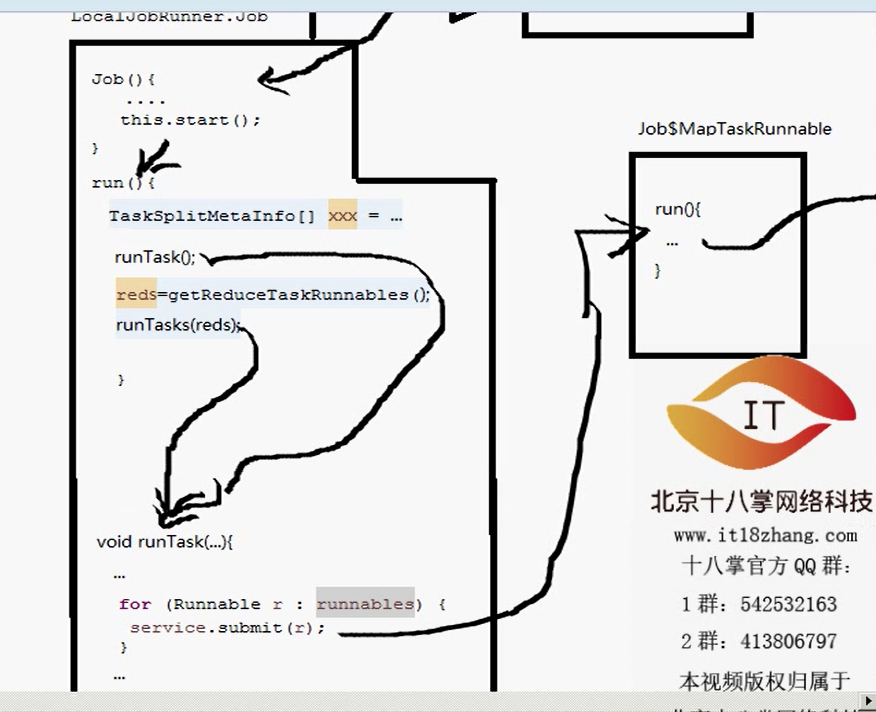 LocalJobRunner.Job
Job(){
....
this.start();
}
run(){
TaskSplitMetaInfo[] xxx = ...
runTask();
reds=getReduceTaskRunnables();
runTasks(reds);
}
void runTask(...){
...
for (Runnable r : runnables) {
service.submit(r);
}
...
Job$MapTaskRunnable
run(){
...
}
IT
北京十八掌网络科技
www.it18zhang.com
十八掌官方QQ群:
1群: 542532163
2群: 413806797
本视频版权归属于